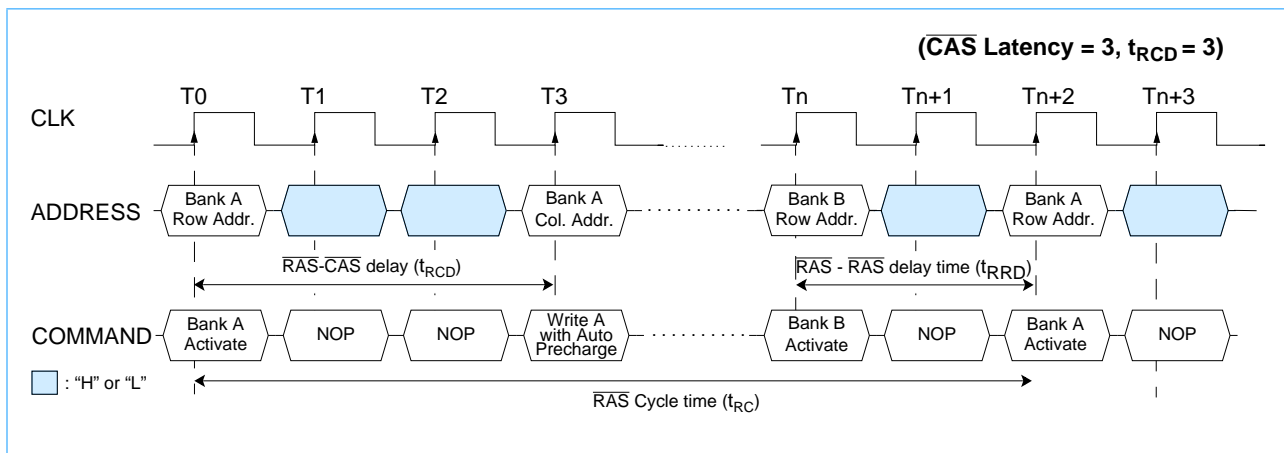 (CAS Latency = 3, tRCD = 3)
T0 T1 T2 T3 Tn Tn+1 Tn+2 Tn+3
CLK
ADDRESS
Bank A
Row Addr.
Bank A
Col. Addr.
Bank B
Row Addr.
Bank A
Row Addr.
RAS-CAS delay (tRCD)
RAS - RAS delay time (tRRD)
COMMAND
Bank A
Activate
NOP
NOP
Write A
with Auto
Precharge
Bank B
Activate
NOP
Bank A
Activate
NOP
: “H” or “L”
RAS Cycle time (tRC)